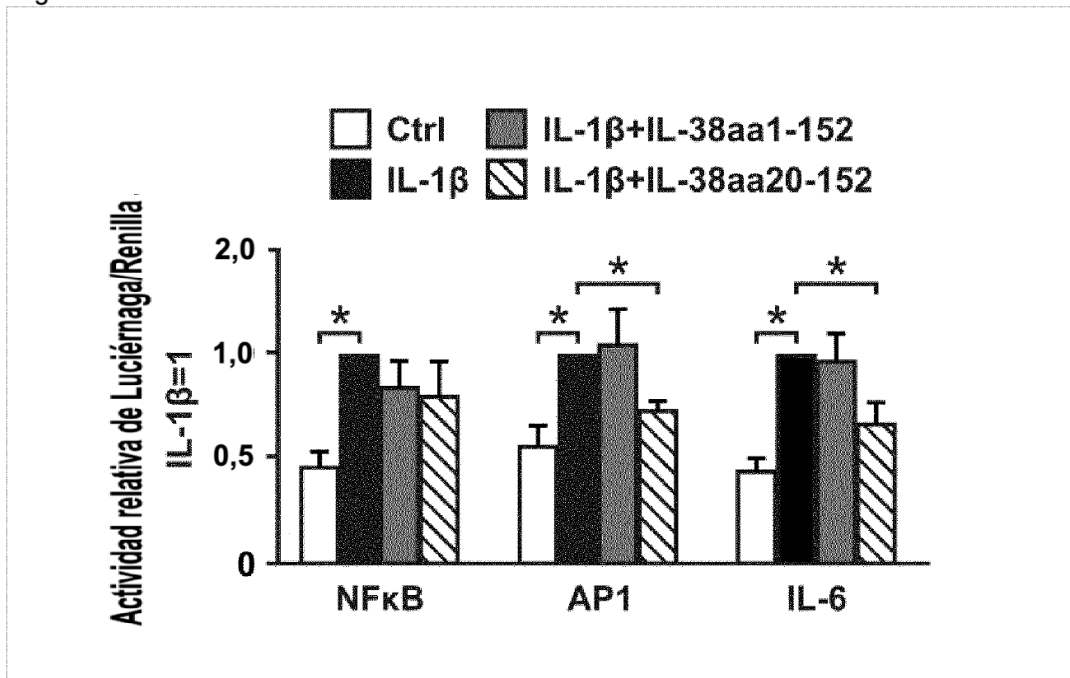 Ctrl
IL-1β+IL-38aa1-152
IL-1β
IL-1β+IL-38aa20-152
Actividad relativa de Luciérnaga/Renilla
IL-1β=1
2,0
1,0
0,5
0
*
*
*
*
*
NFκB
AP1
IL-6